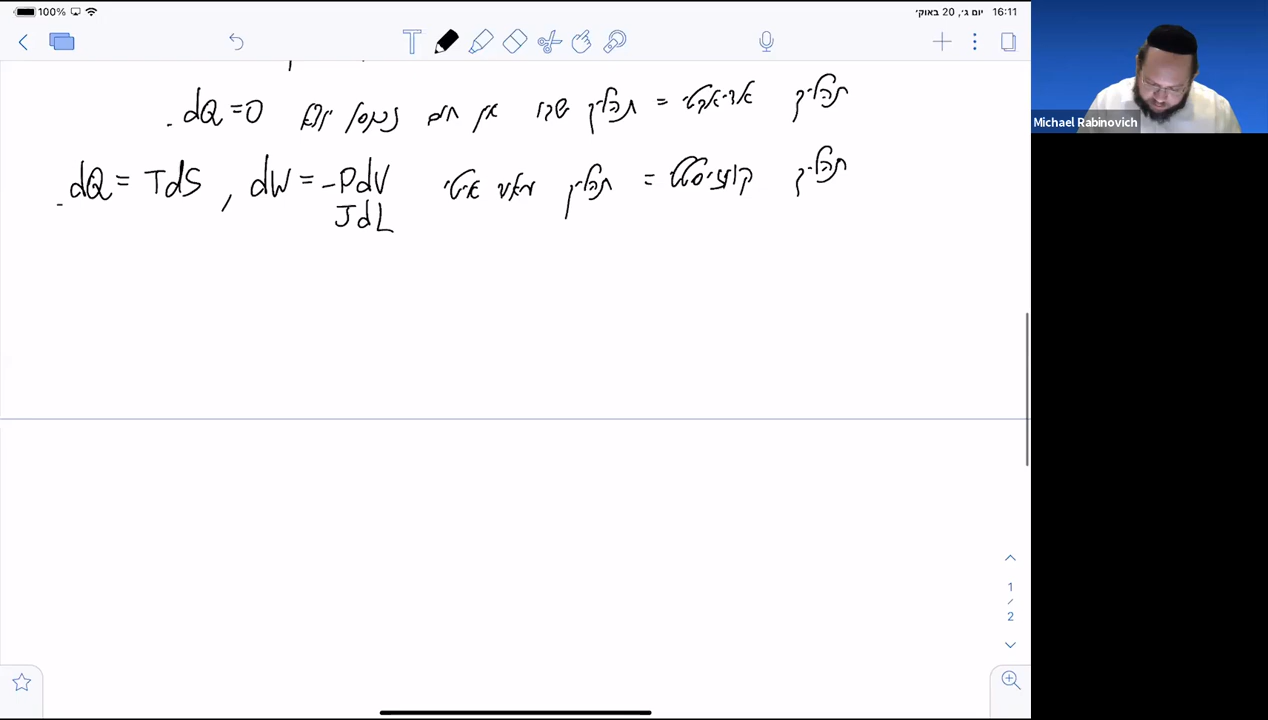 16:11 יום ג׳, 20 באוק׳
100%
Michael Rabinovich
תהליך אדיאבטי = תהליך שבו אין חום נכנס/יוצא dQ = 0.
תהליך קווזיסטטי = תהליך מאוד איטי dQ = TdS , dW = -PdV.
JdL
T
1
/
2